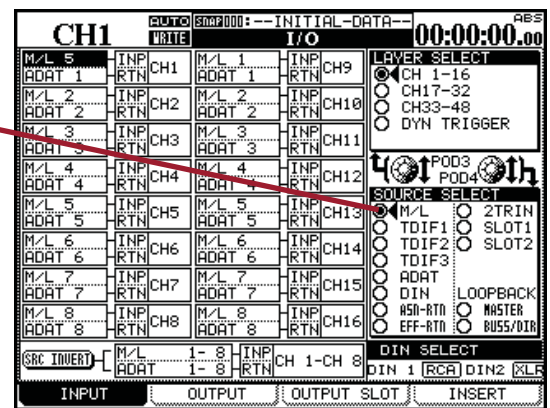 CH1
AUTO
WRITE
SNAP000:--INITIAL-DATA--
I/O
ABS
00:00:00.00
M/L 5
ADAT 1
INP
RTN
CH1
M/L 1
ADAT 1
INP
RTN
CH9
M/L 2
ADAT 2
INP
RTN
CH2
M/L 2
ADAT 2
INP
RTN
CH10
M/L 3
ADAT 3
INP
RTN
CH3
M/L 3
ADAT 3
INP
RTN
CH11
M/L 4
ADAT 4
INP
RTN
CH4
M/L 4
ADAT 4
INP
RTN
CH12
M/L 5
ADAT 5
INP
RTN
CH5
M/L 5
ADAT 5
INP
RTN
CH13
M/L 6
ADAT 6
INP
RTN
CH6
M/L 6
ADAT 6
INP
RTN
CH14
M/L 7
ADAT 7
INP
RTN
CH7
M/L 7
ADAT 7
INP
RTN
CH15
M/L 8
ADAT 8
INP
RTN
CH8
M/L 8
ADAT 8
INP
RTN
CH16
SRC INVERT
M/L 1- 8
ADAT 1- 8
INP
RTN
CH 1-CH 8
LAYER SELECT
CH 1-16
CH17-32
CH33-48
DYN TRIGGER
POD3
POD4
SOURCE SELECT
M/L
TDIF1
TDIF2
TDIF3
ADAT
DIN
ASN-RTN
EFF-RTN
2TRIN
SLOT1
SLOT2
LOOPBACK
MASTER
BUSS/DIR
DIN SELECT
DIN 1 RCA DIN2 XLR
INPUT
OUTPUT
OUTPUT SLOT
INSERT